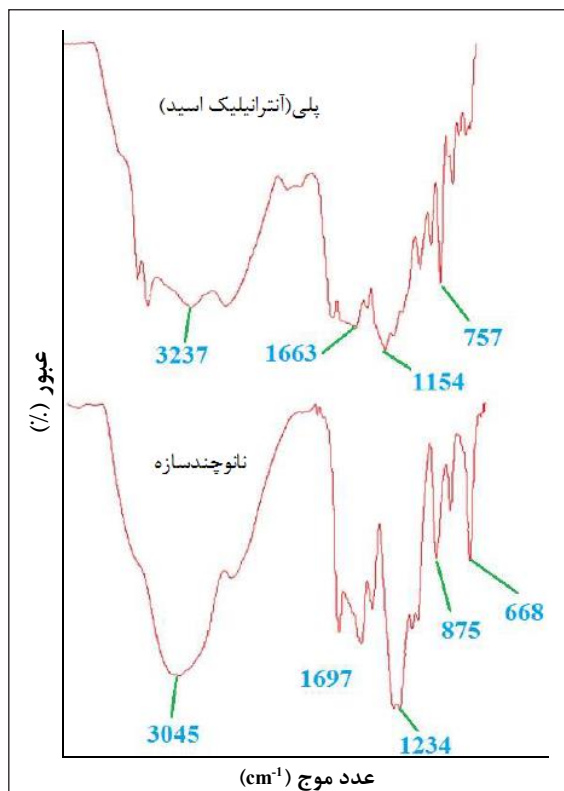 پلی(آنترانیلیک اسید)
3237
1663
1154
757
عبور (٪)
نانوچندسازه
3045
1697
1234
875
668
عدد موج (cm⁻¹)